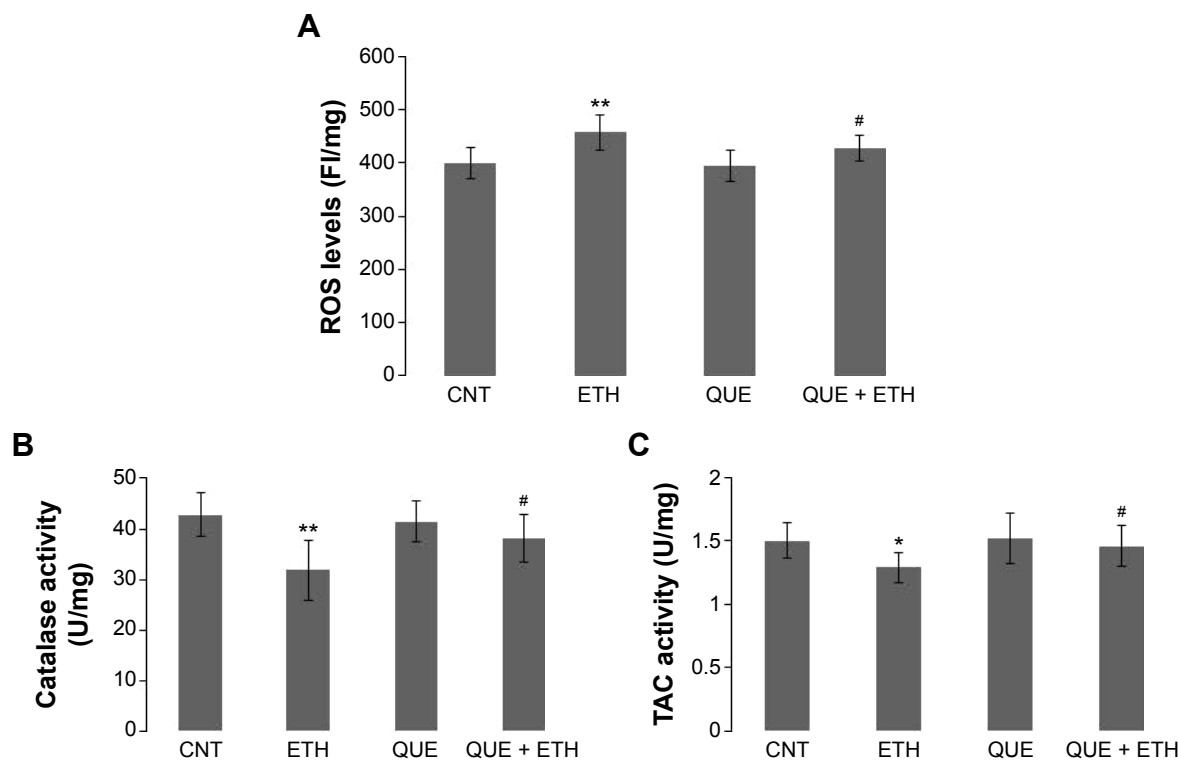 A
ROS levels (FI/mg)
600
500
400
300
200
100
0
**
#
CNT ETH QUE QUE + ETH
B
Catalase activity
(U/mg)
50
40
30
20
10
0
**
#
CNT ETH QUE QUE + ETH
C
TAC activity (U/mg)
2
1.5
1
0.5
0
*
#
CNT ETH QUE QUE + ETH